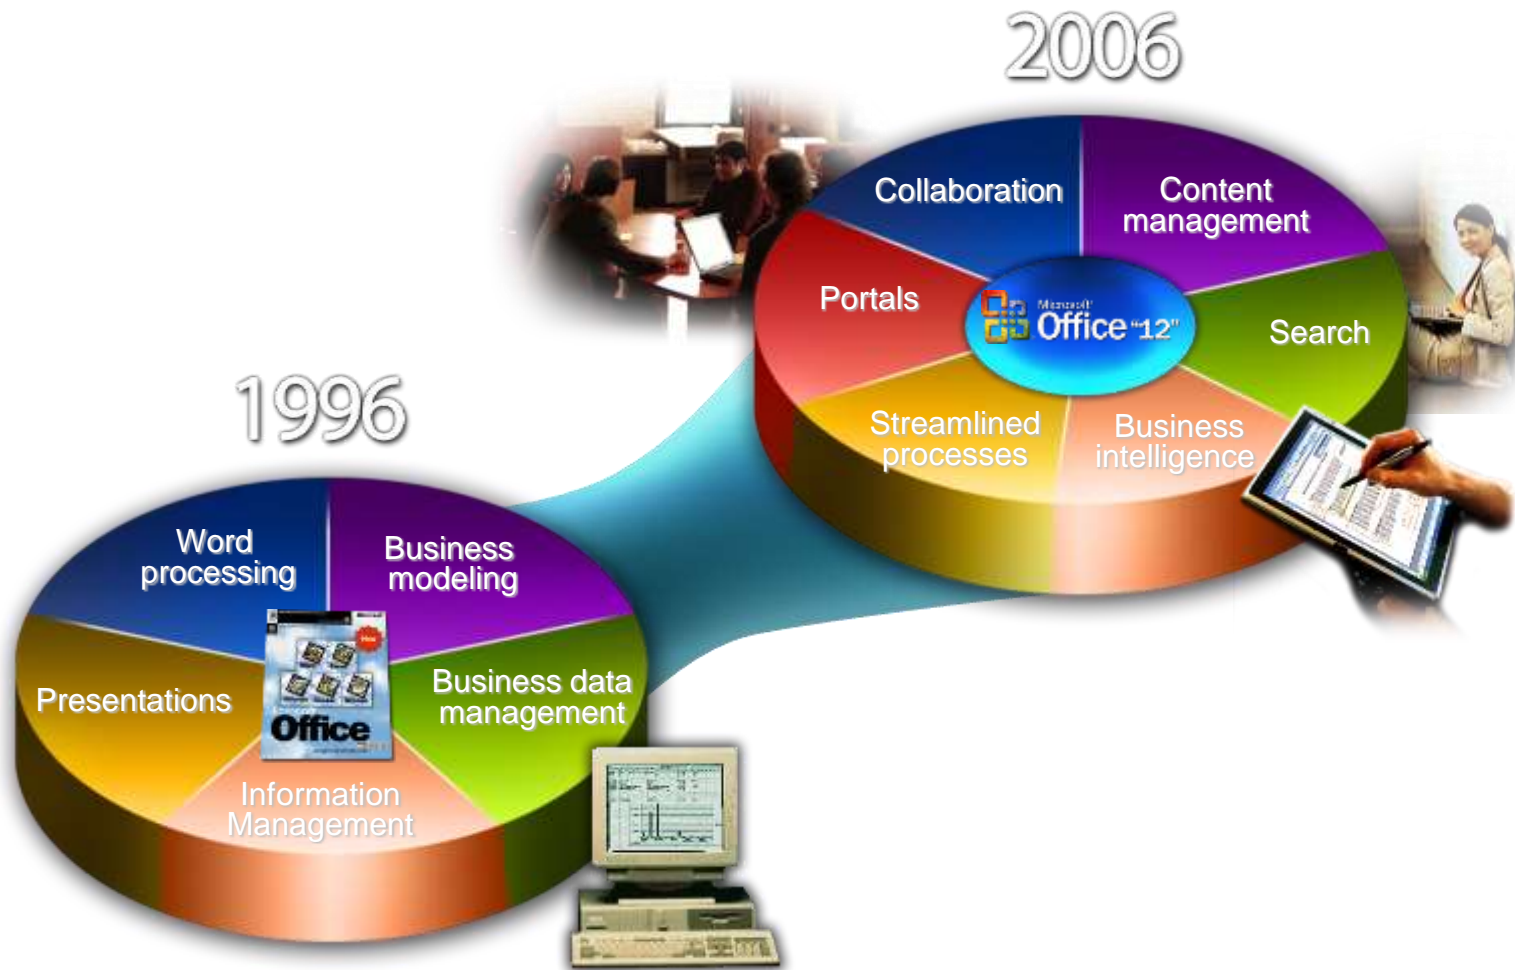 2006
Collaboration
Content
management
Portals
Microsoft
Office "12"
Search
Streamlined
processes
Business
intelligence
1996
Word
processing
Business
modeling
Presentations
Office
Business data
management
Information
Management